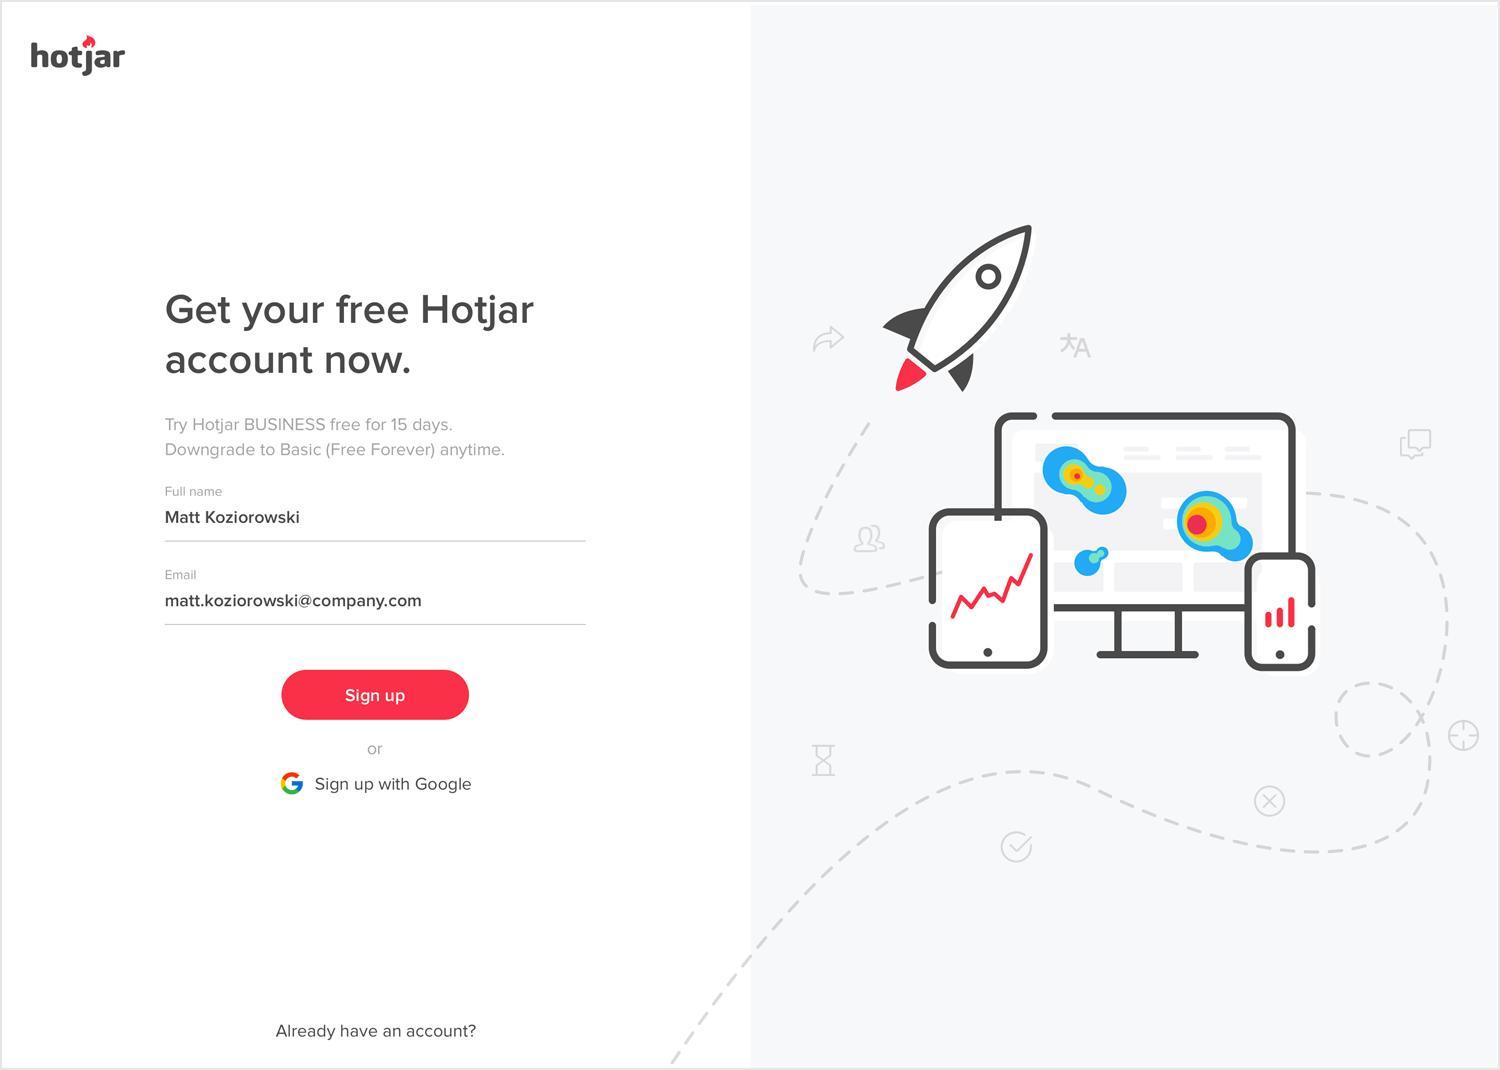 hotjar
Get your free Hotjar
account now.
Try Hotjar BUSINESS free for 15 days.
Downgrade to Basic (Free Forever) anytime.
Full name
Matt Koziorowski
Email
matt.koziorowski@company.com
Sign up
or
Sign up with Google
Already have an account?